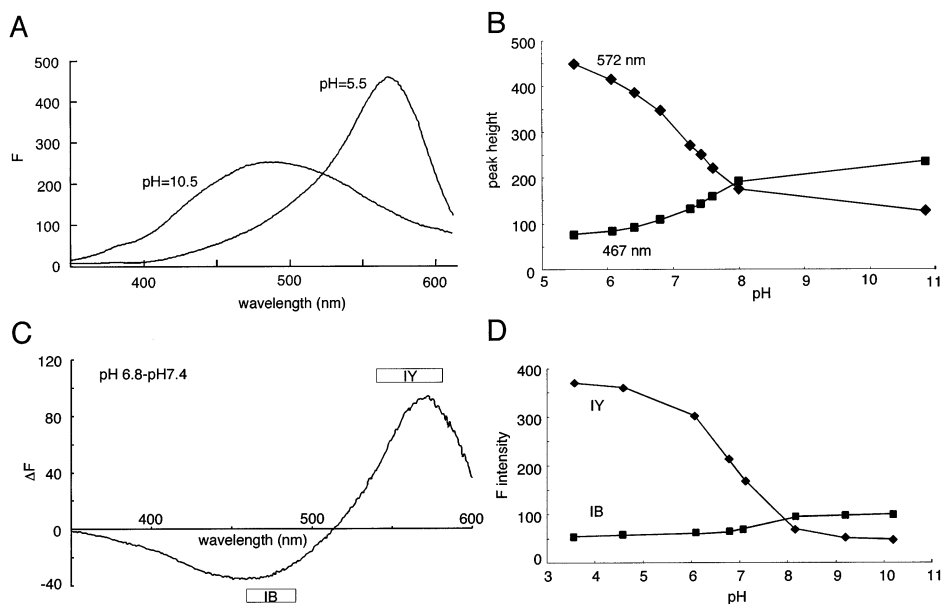 A
500
400
300
200
100
0
F
pH=5.5
pH=10.5
400
500
600
wavelength (nm)
B
500
400
300
200
100
0
peak height
572 nm
467 nm
5
6
7
8
9
10
11
pH
C
120
80
40
0
-40
ΔF
pH 6.8-pH7.4
IY
400
500
600
wavelength (nm)
IB
D
400
300
200
100
0
F intensity
IY
IB
3
4
5
6
7
8
9
10
11
pH